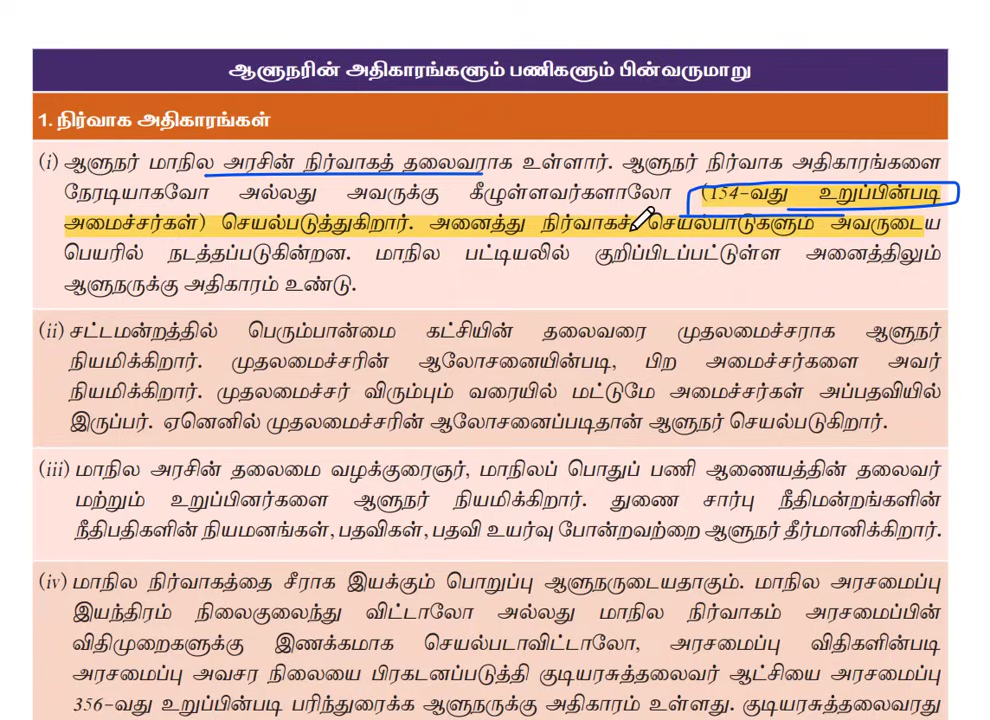 ஆளுநரின் அதிகாரங்களும் பணிகளும் பின்வருமாறு
1. நிர்வாக அதிகாரங்கள்
(i) ஆளுநர் மாநில அரசின் நிர்வாகத் தலைவராக உள்ளார். ஆளுநர் நிர்வாக அதிகாரங்களை
நேரடியாகவோ அல்லது அவருக்கு கீழுள்ளவர்களாலோ (154-வது உறுப்பின்படி
அமைச்சர்கள்) செயல்படுத்துகிறார். அனைத்து நிர்வாகச் செயல்பாடுகளும் அவருடைய
பெயரில் நடத்தப்படுகின்றன. மாநில பட்டியலில் குறிப்பிடப்பட்டுள்ள அனைத்திலும்
ஆளுநருக்கு அதிகாரம் உண்டு.
(ii) சட்டமன்றத்தில் பெரும்பான்மை கட்சியின் தலைவரை முதலமைச்சராக ஆளுநர்
நியமிக்கிறார். முதலமைச்சரின் ஆலோசனையின்படி, பிற அமைச்சர்களை அவர்
நியமிக்கிறார். முதலமைச்சர் விரும்பும் வரையில் மட்டுமே அமைச்சர்கள் அப்பதவியில்
இருப்பர். ஏனெனில் முதலமைச்சரின் ஆலோசனைப்படிதான் ஆளுநர் செயல்படுகிறார்.
(iii) மாநில அரசின் தலைமை வழக்குரைஞர், மாநிலப் பொதுப் பணி ஆணையத்தின் தலைவர்
மற்றும் உறுப்பினர்களை ஆளுநர் நியமிக்கிறார். துணை சார்பு நீதிமன்றங்களின்
நீதிபதிகளின் நியமனங்கள், பதவிகள், பதவி உயர்வு போன்றவற்றை ஆளுநர் தீர்மானிக்கிறார்.
(iv) மாநில நிர்வாகத்தை சீராக இயக்கும் பொறுப்பு ஆளுநருடையதாகும். மாநில அரசமைப்பு
இயந்திரம் நிலைகுலைந்து விட்டாலோ அல்லது மாநில நிர்வாகம் அரசமைப்பின்
விதிமுறைகளுக்கு இணக்கமாக செயல்படாவிட்டாலோ, அரசமைப்பு விதிகளின்படி
அரசமைப்பு அவசர நிலையை பிரகடனப்படுத்தி குடியரசுத்தலைவர் ஆட்சியை அரசமைப்பு
356-வது உறுப்பின்படி பரிந்துரைக்க ஆளுநருக்கு அதிகாரம் உள்ளது. குடியரசுத்தலைவரது